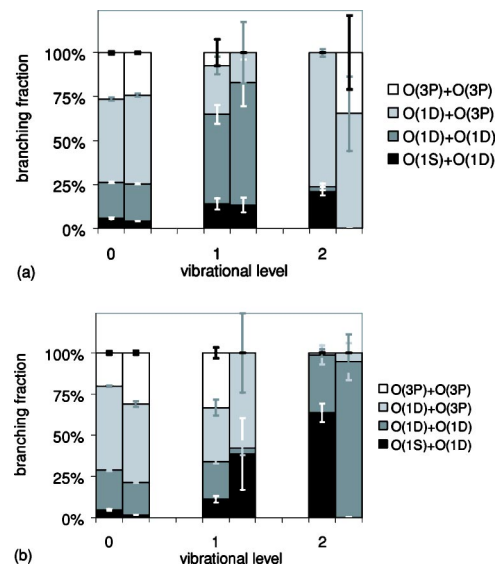 100%
75%
50%
25%
0%
branching fraction
0 1 2
vibrational level
(a)
O(3P)+O(3P)
O(1D)+O(3P)
O(1D)+O(1D)
O(1S)+O(1D)
100%
75%
50%
25%
0%
branching fraction
0 1 2
vibrational level
(b)
O(3P)+O(3P)
O(1D)+O(3P)
O(1D)+O(1D)
O(1S)+O(1D)